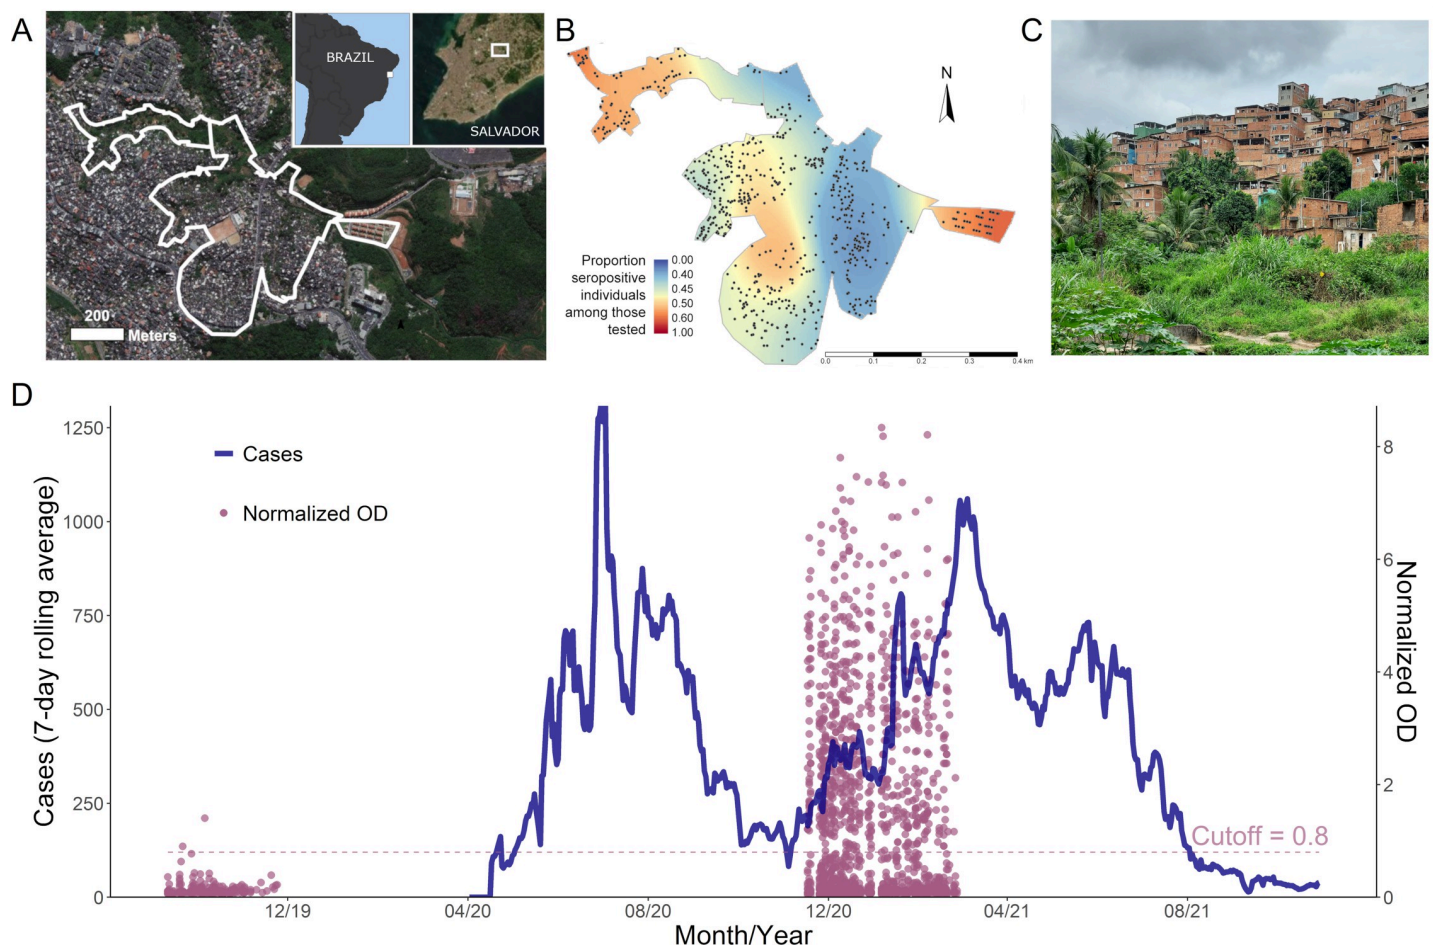 A
BRAZIL
SALVADOR
200
Meters
B
N
Proportion
seropositive
individuals
among those
tested
0.00
0.40
0.45
0.50
0.60
1.00
0.0
0.1
0.2
0.3
0.4 km
C
D
Cases (7-day rolling average)
1250
1000
750
500
250
0
Cases
Normalized OD
Cutoff = 0.8
8
6
4
2
0
Normalized OD
12/19
04/20
08/20
12/20
04/21
08/21
Month/Year